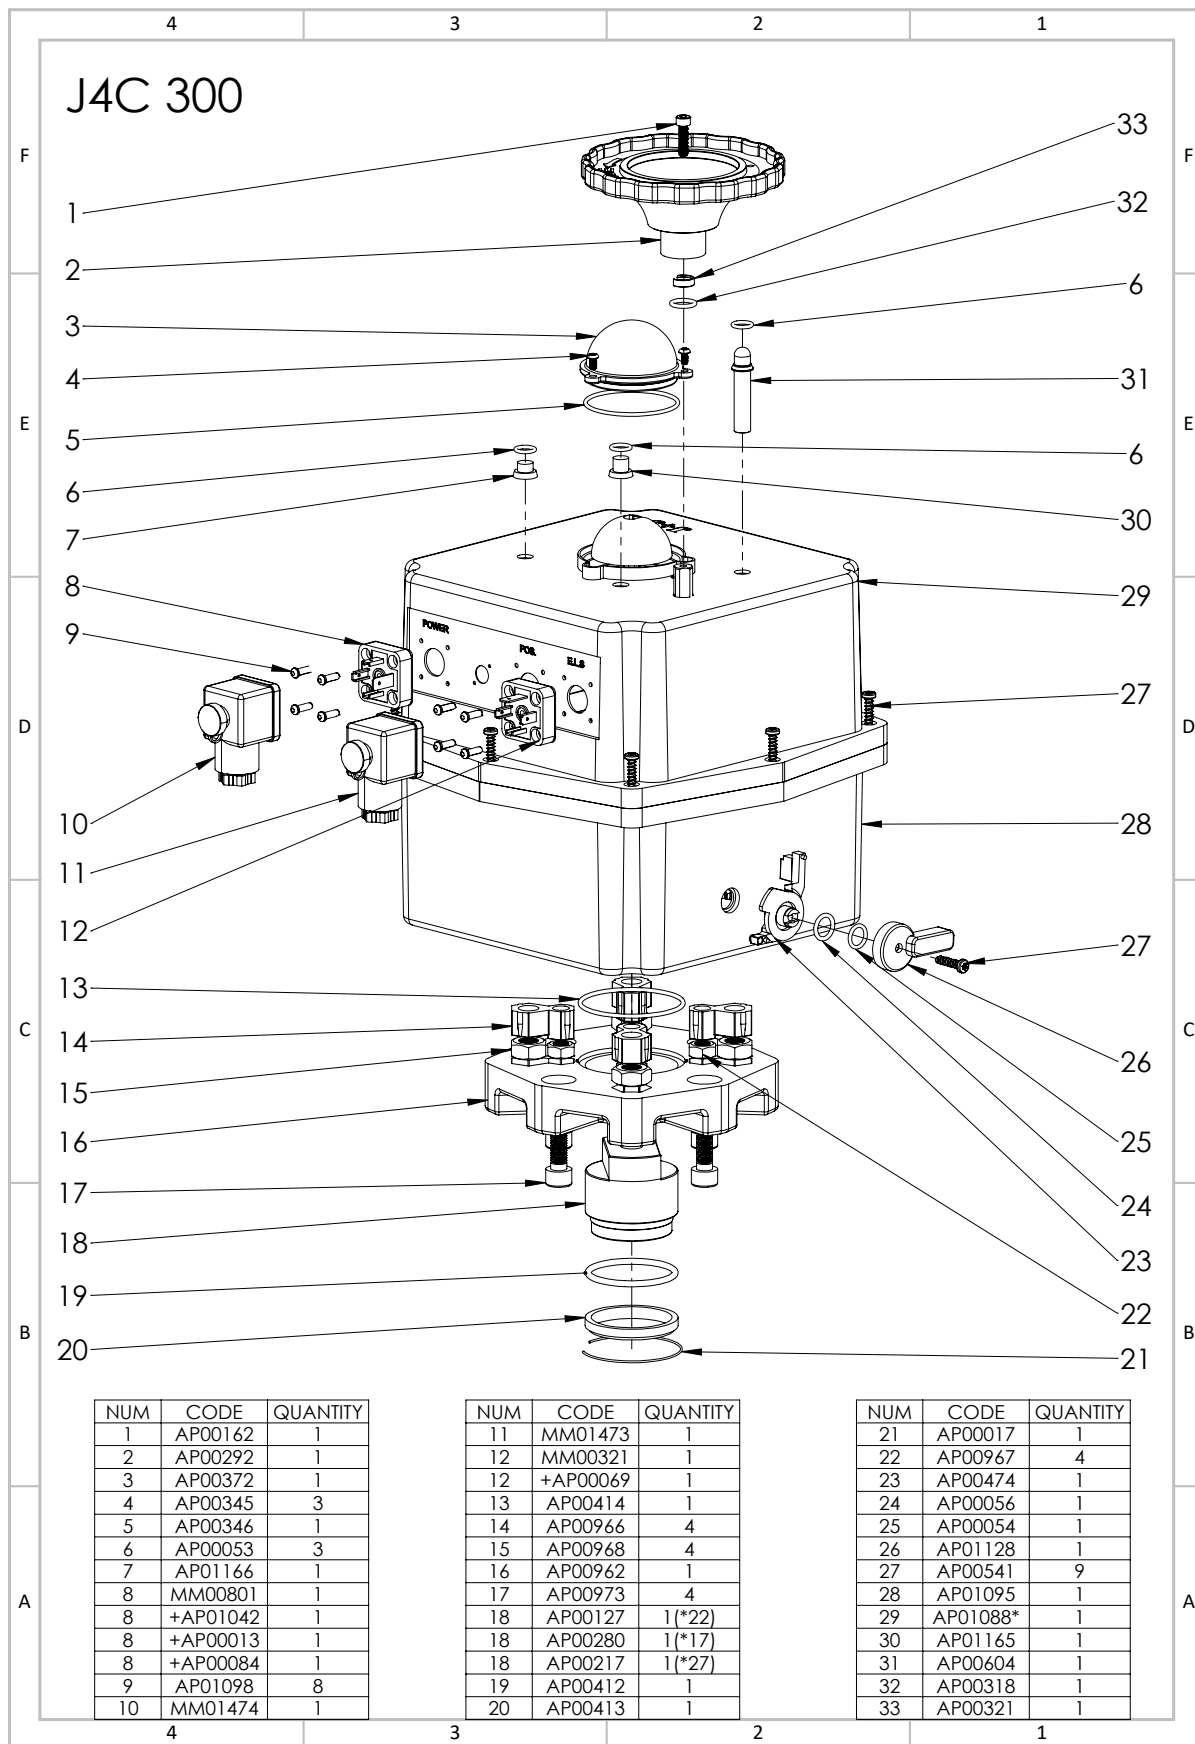 4 3 2 1
J4C 300
F F
33
1
32
2
6
3
4
31
5
E E
6
6
7
30
8
29
9
POWER
POS.
E.L.S
27
D D
10
28
11
12
27
13
14
C C
15
26
16
25
17
24
18
23
19
22
B B
20
21
NUM CODE QUANTITY
1 AP00162 1
2 AP00292 1
3 AP00372 1
4 AP00345 3
5 AP00346 1
6 AP00053 3
7 AP01166 1
8 MM00801 1
8 +AP01042 1
8 +AP00013 1
8 +AP00084 1
9 AP01098 8
10 MM01474 1
NUM CODE QUANTITY
11 MM01473 1
12 MM00321 1
12 +AP00069 1
13 AP00414 1
14 AP00966 4
15 AP00968 4
16 AP00962 1
17 AP00973 4
18 AP00127 1(*22)
18 AP00280 1(*17)
18 AP00217 1(*27)
19 AP00412 1
20 AP00413 1
NUM CODE QUANTITY
21 AP00017 1
22 AP00967 4
23 AP00474 1
24 AP00056 1
25 AP00054 1
26 AP01128 1
27 AP00541 9
28 AP01095 1
29 AP01088* 1
30 AP01165 1
31 AP00604 1
32 AP00318 1
33 AP00321 1
A A
4 3 2 1